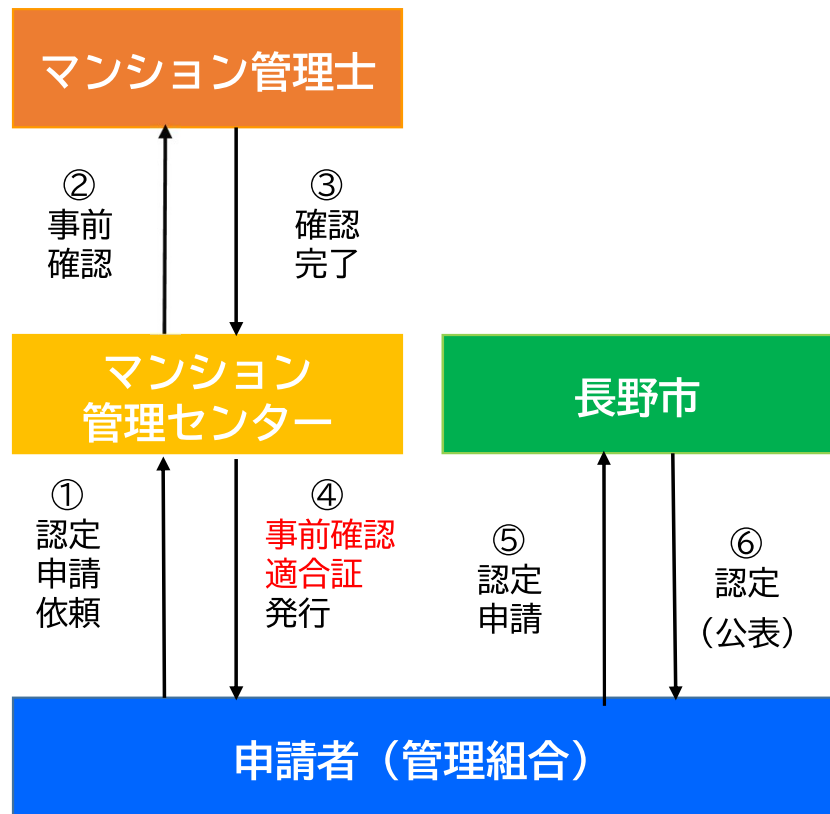 マンション管理士
②
事前
確認
③
確認
完了
マンション
管理センター
長野市
①
認定
申請
依頼
④
事前確認
適合証
発行
⑤
認定
申請
⑥
認定
（公表）
申請者（管理組合）